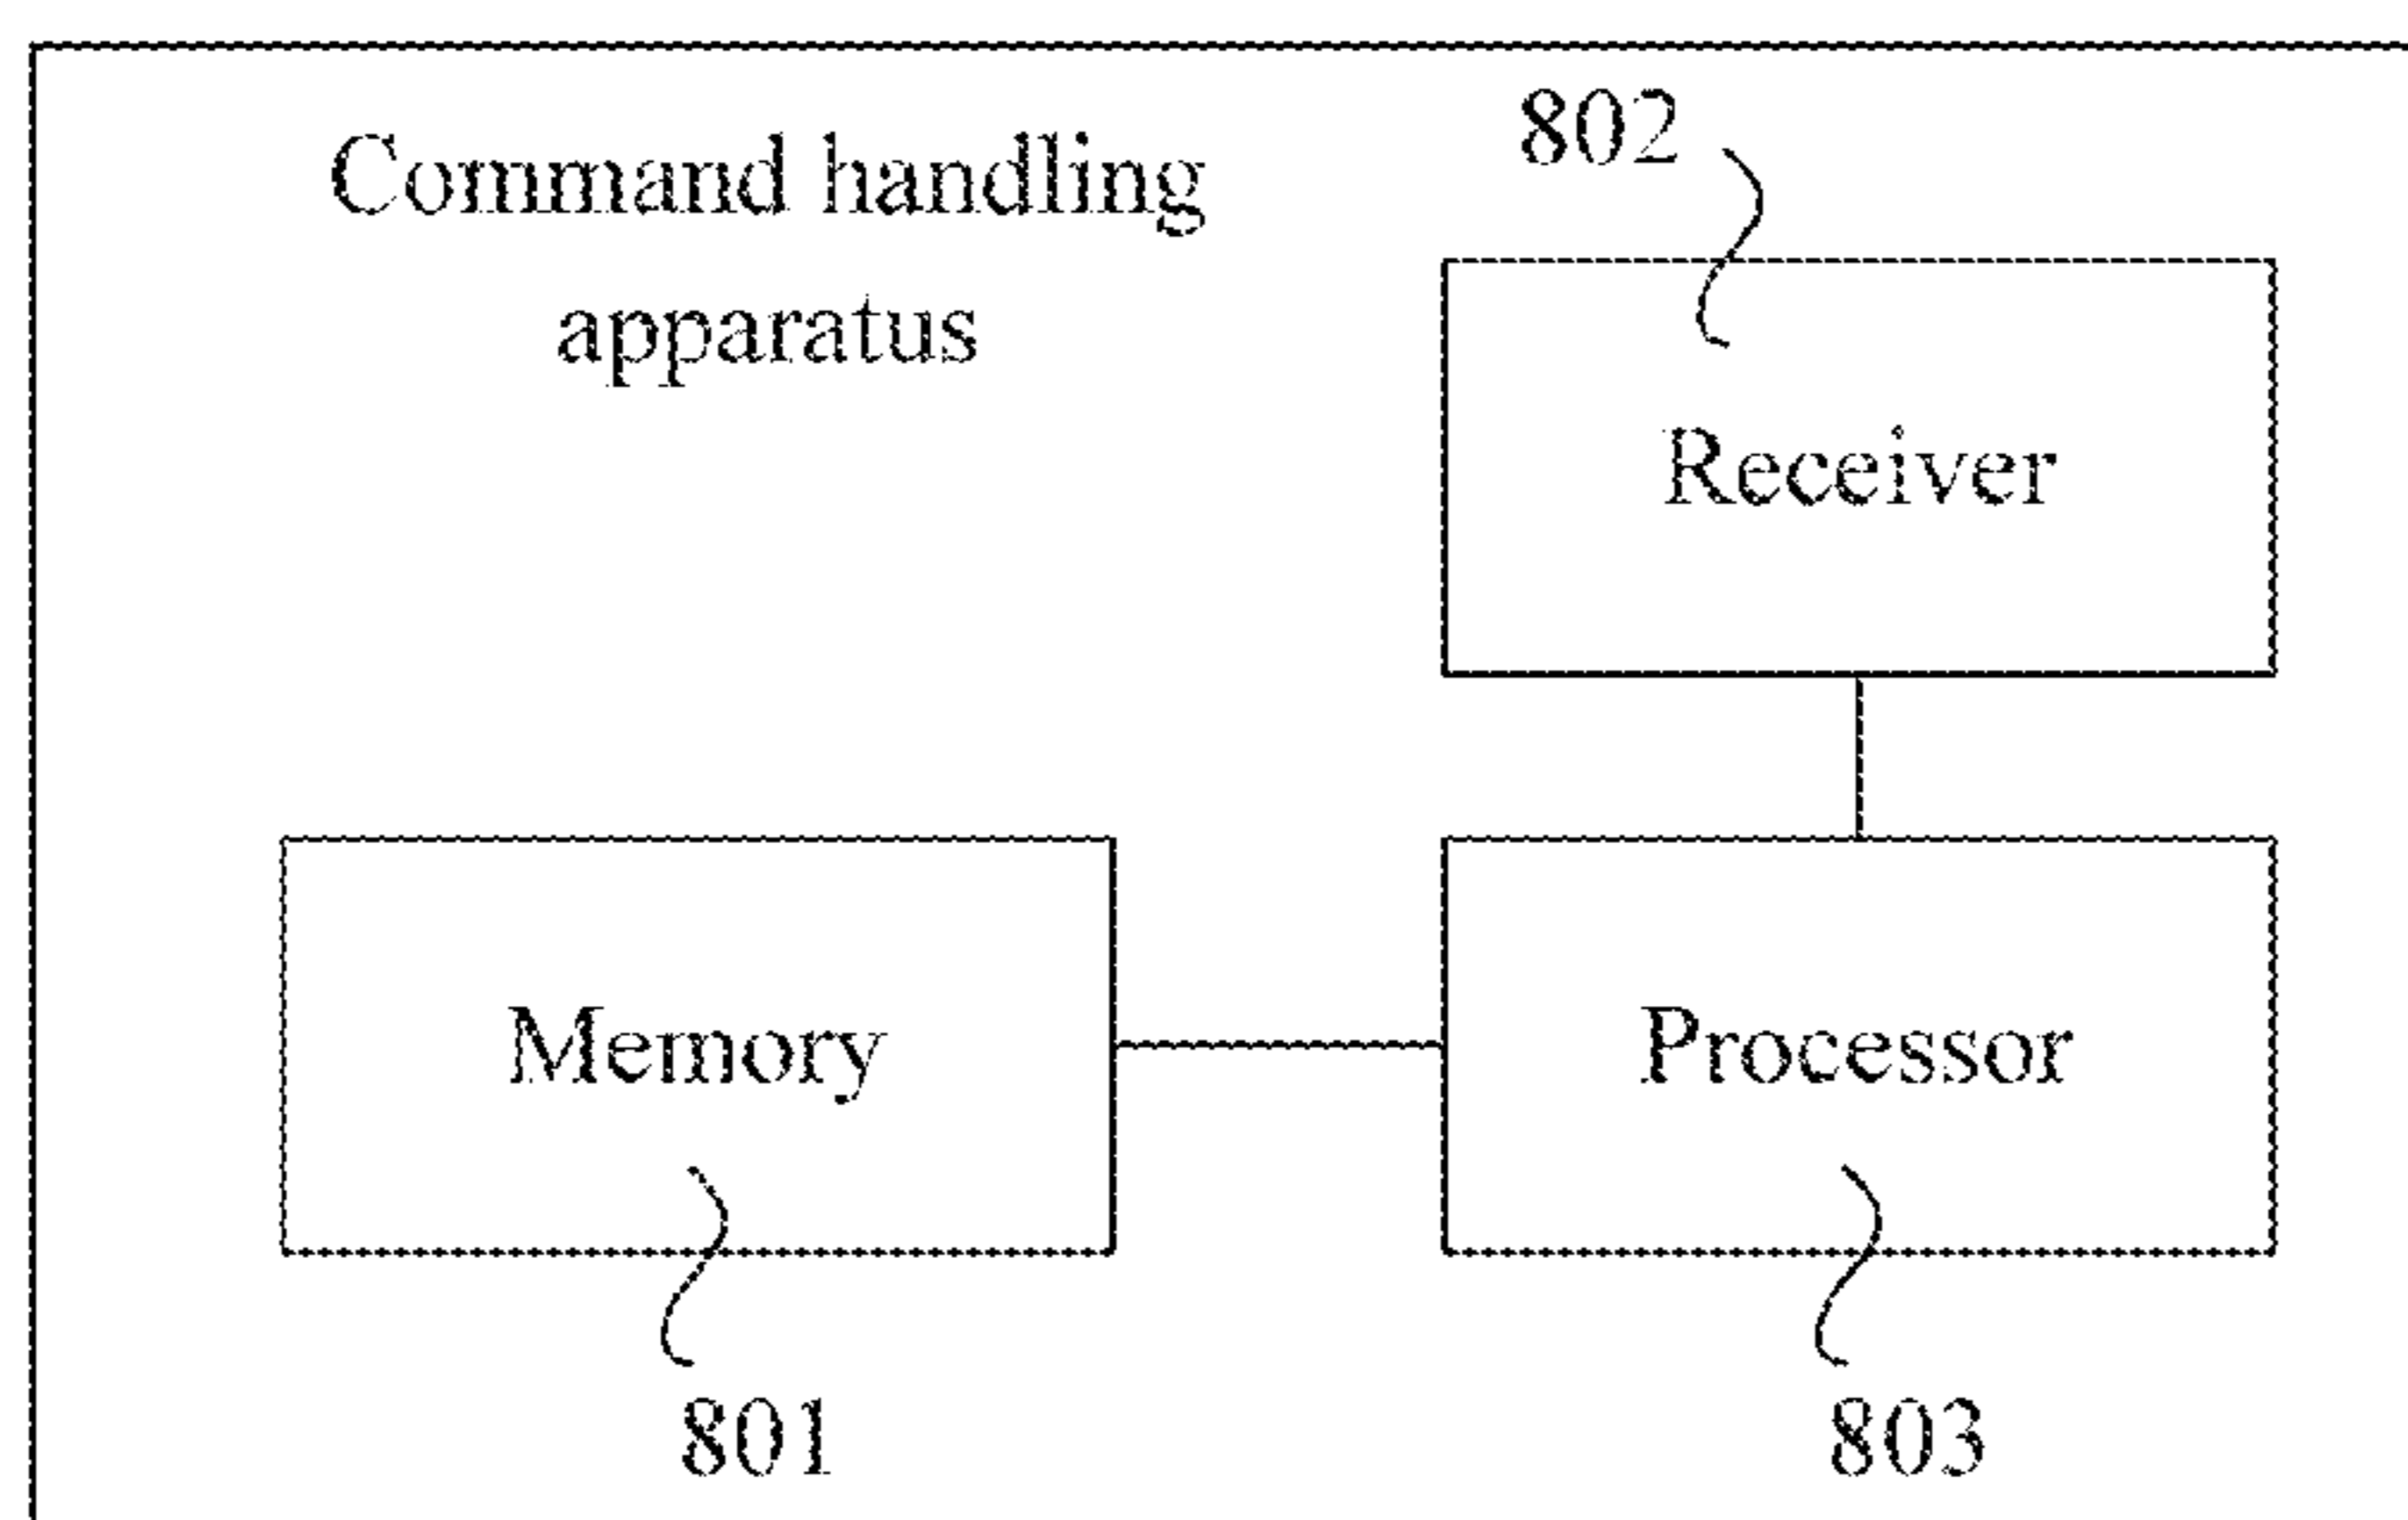 Command handling
apparatus
802
Receiver
Memory
Processor
801
803